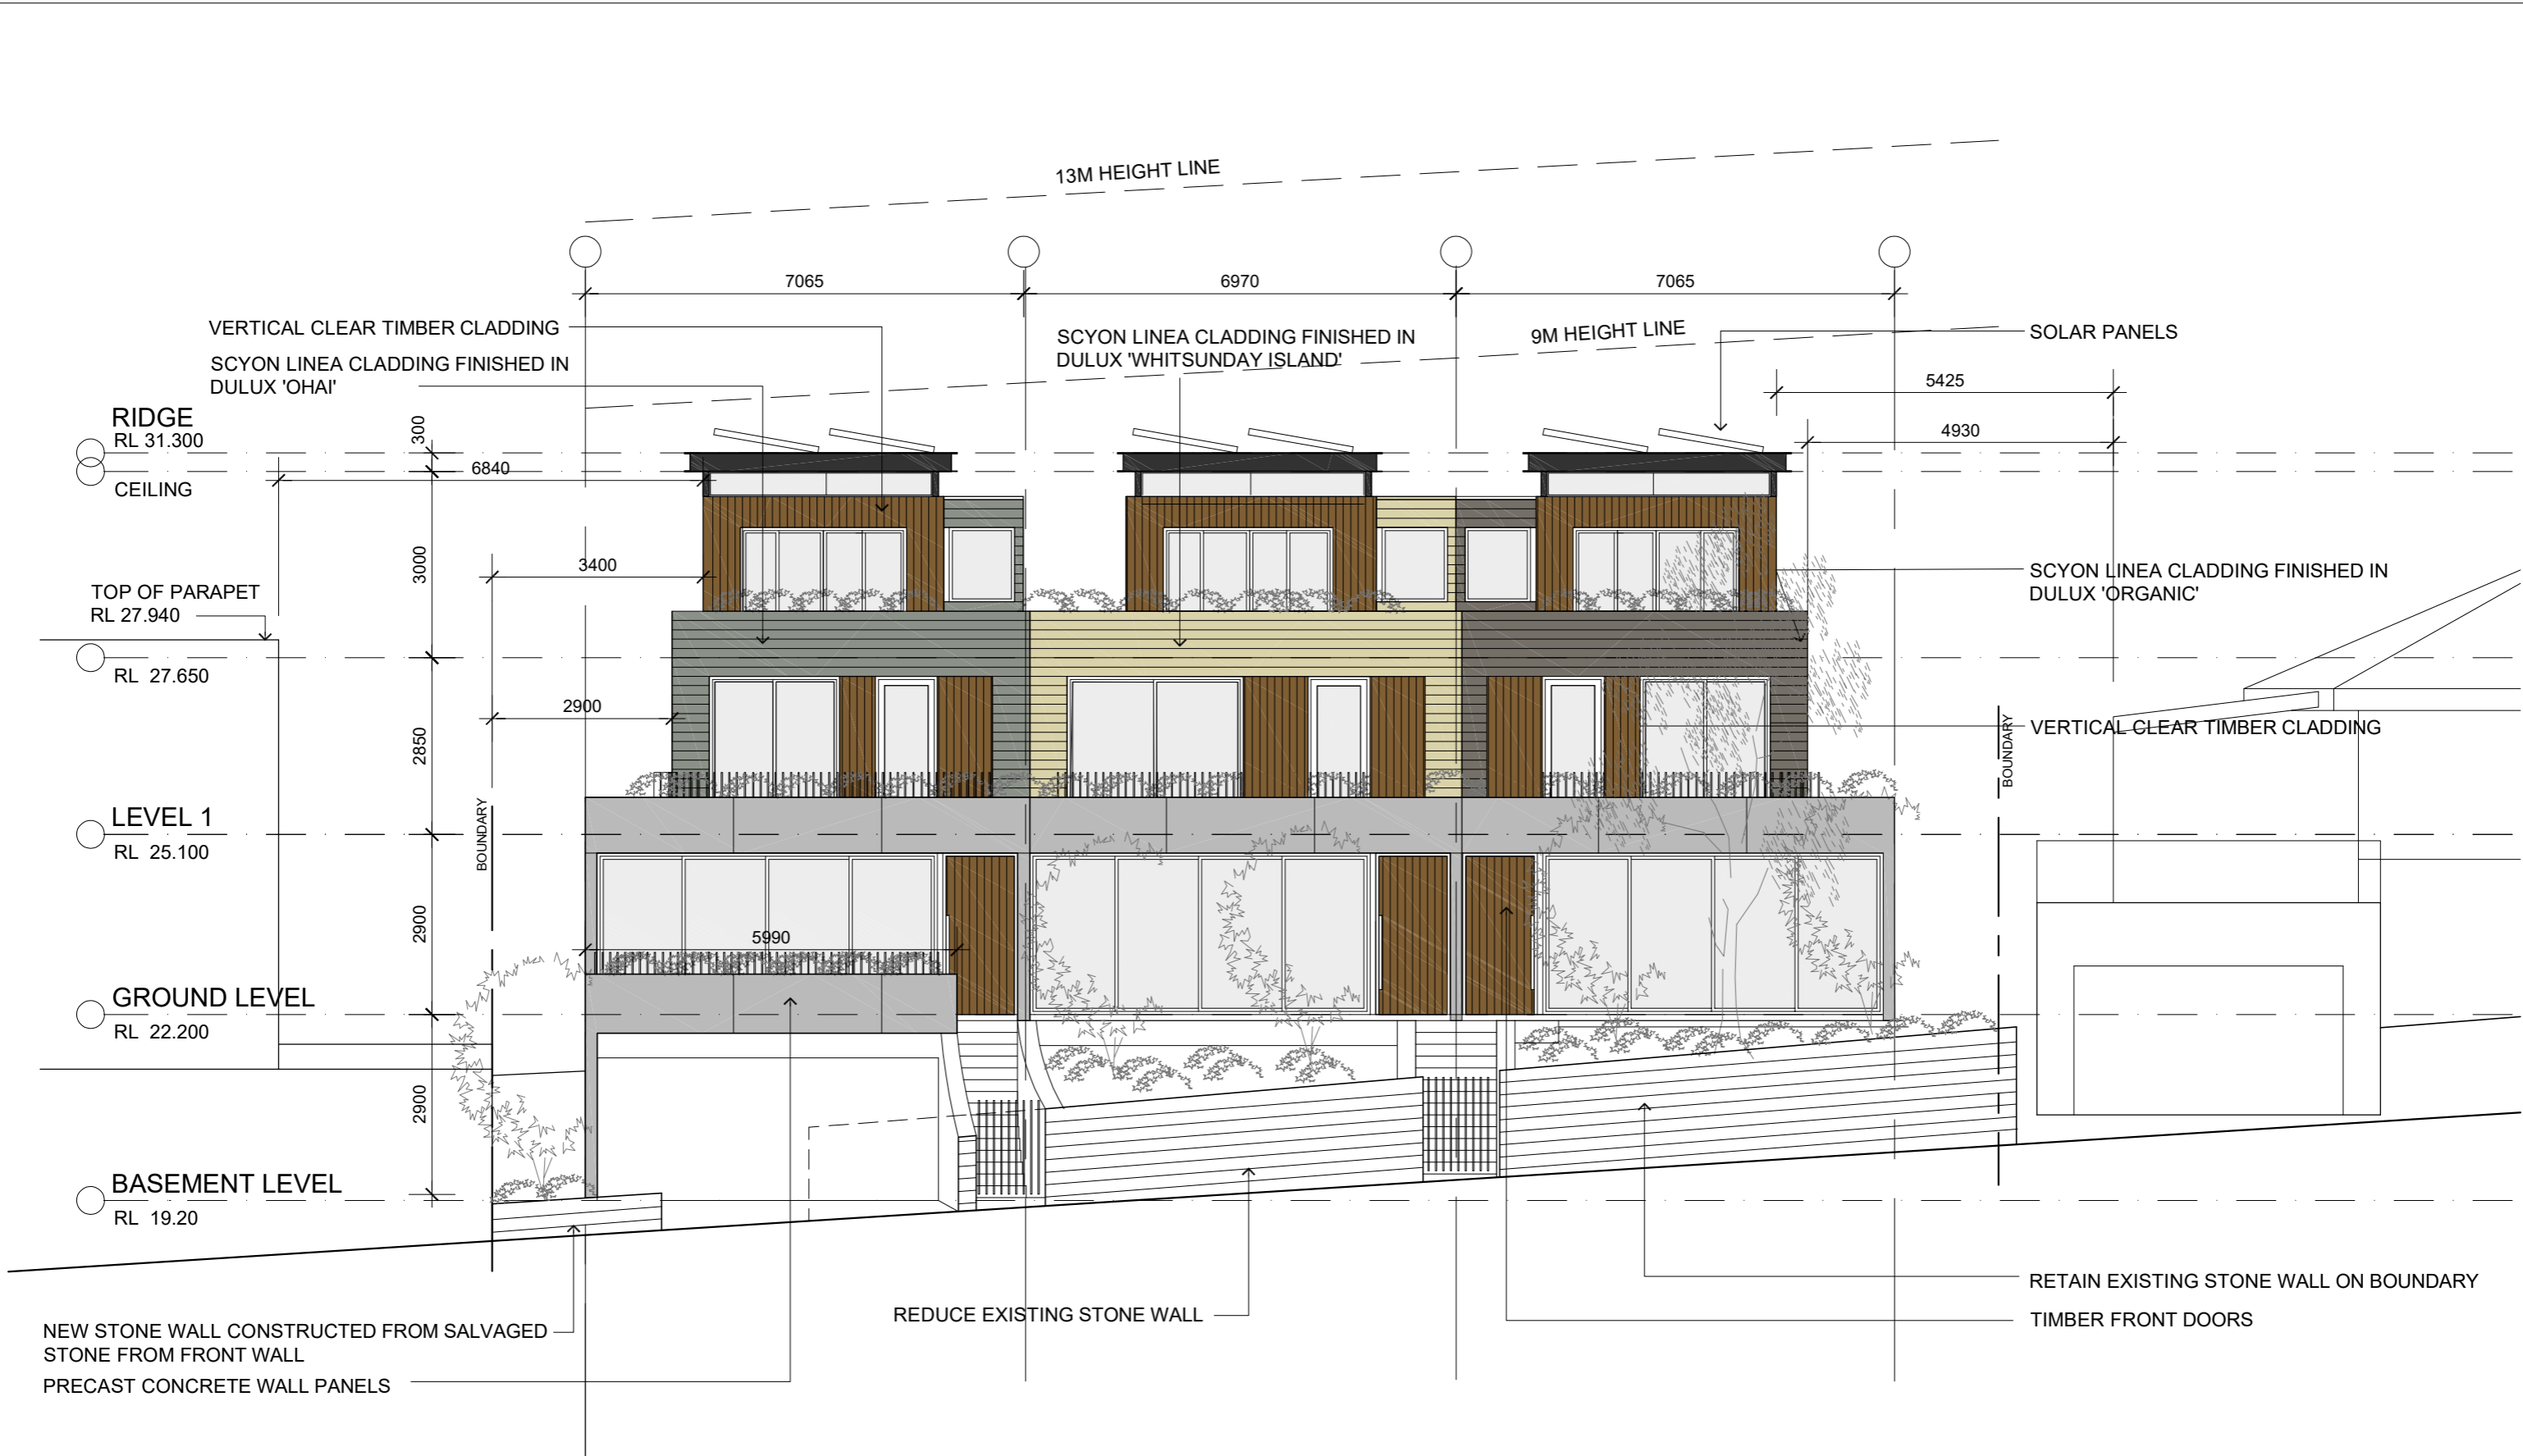 13M HEIGHT LINE
7065
6970
7065
VERTICAL CLEAR TIMBER CLADDING
SCYON LINEA CLADDING FINISHED IN
DULUX 'OHAI'
SCYON LINEA CLADDING FINISHED IN
DULUX 'WHITSUNDAY ISLAND'
9M HEIGHT LINE
SOLAR PANELS
5425
4930
RIDGE
RL 31.300
300
CEILING
6840
3000
3400
TOP OF PARAPET
RL 27.940
SCYON LINEA CLADDING FINISHED IN
DULUX 'ORGANIC'
RL 27.650
2900
2850
VERTICAL CLEAR TIMBER CLADDING
BOUNDARY
BOUNDARY
LEVEL 1
RL 25.100
2900
5990
GROUND LEVEL
RL 22.200
2900
BASEMENT LEVEL
RL 19.20
RETAIN EXISTING STONE WALL ON BOUNDARY
REDUCE EXISTING STONE WALL
TIMBER FRONT DOORS
NEW STONE WALL CONSTRUCTED FROM SALVAGED
STONE FROM FRONT WALL
PRECAST CONCRETE WALL PANELS